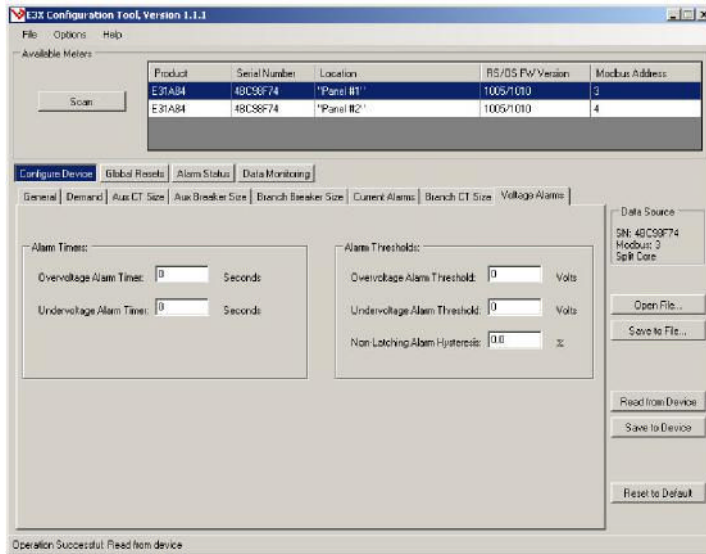 E3X Configuration Tool, Version 1.1.1
File Options Help
Available Meters
Scan
Product Serial Number Location RS/OS FW Version Modbus Address
E31A84 4BC98F74 "Panel #1" 1005/1010 3
E31A84 4BC98F74 "Panel #2" 1005/1010 4
Configure Device Global Resets Alarm Status Data Monitoring
General Demand Aux CT Size Aux Breaker Size Branch Breaker Size Current Alarms Branch CT Size Voltage Alarms
Data Source
SN: 4BC98F74
Modbus: 3
Split Core
Alarm Timers: Alarm Thresholds:
Overvoltage Alarm Timer: 0 Seconds Overvoltage Alarm Threshold: 0 Volts
Undervoltage Alarm Timer: 0 Seconds Undervoltage Alarm Threshold: 0 Volts
Non-Latching Alarm Hysteresis: 0.0 %
Open File...
Save to File...
Read from Device
Save to Device
Reset to Default
Operation Successful: Read from device